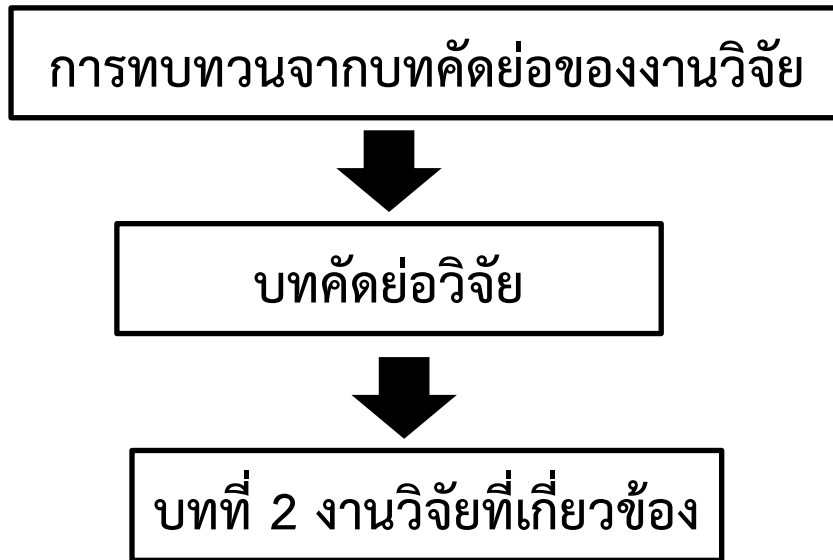 การทบทวนจากบทคัดย่อของงานวิจัย
บทคัดย่อวิจัย
บทที่ 2 งานวิจัยที่เกี่ยวข้อง